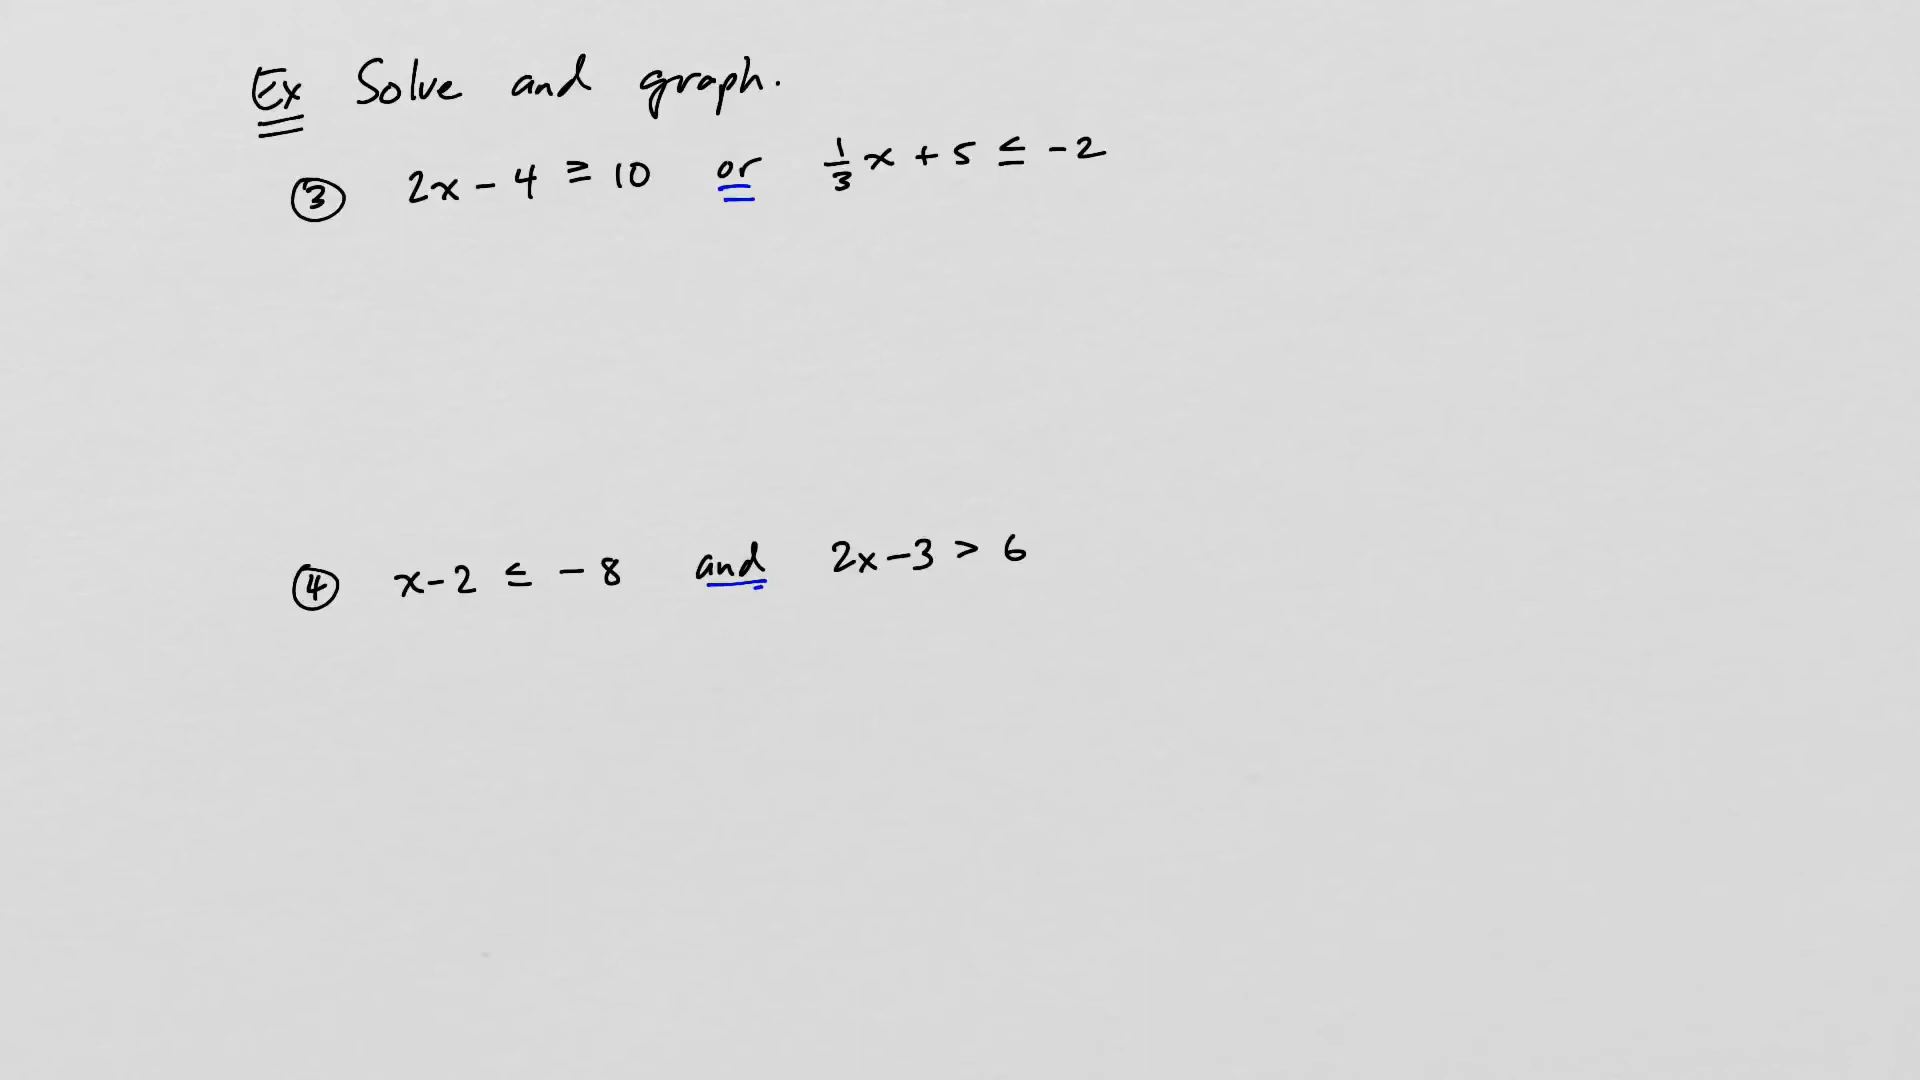 Ex Solve and graph.
③ 2x - 4 ≥ 10 or 1/3 x + 5 ≤ -2
④ x - 2 ≤ -8 and 2x - 3 > 6